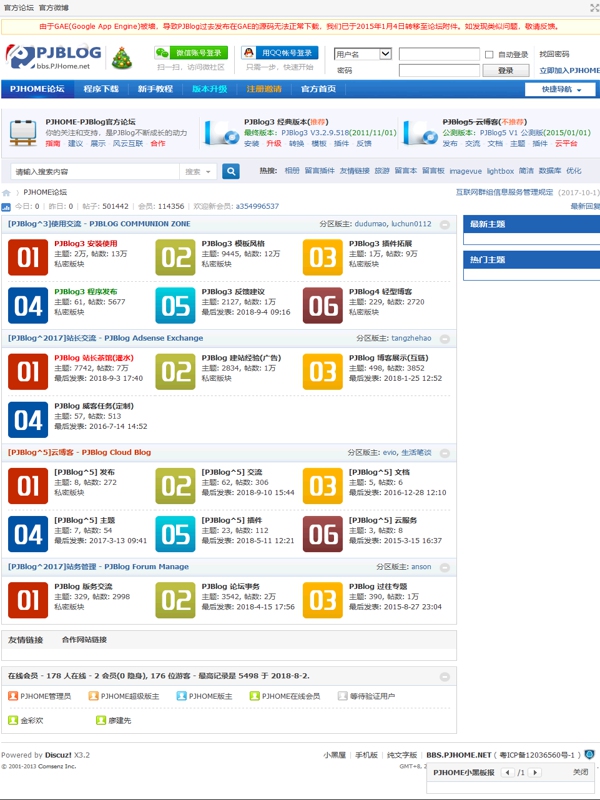 官方论坛 官方微博
由于GAE(Google App Engine)被墙，导致PJBlog过去发布在GAE的源码无法正常下载，我们已于2015年1月4日转移至论坛附件。如发现类似问题，敬请反馈。
PJBLOG
bbs.PJHome.net
微信账号登录
扫一扫，访问微社区
用QQ帐号登录
只需一步，快速开始
用户名 自动登录 找回密码
密码 登录 立即加入PJHOME
PJHOME论坛 程序下载 新手教程 版本升级 注册邀请 官方首页 快捷导航
PJHOME-PJBlog官方论坛
你的关注和支持、是PJBlog不断成长的动力
指南 建议 展示 风云互联 合作
PJBlog3 经典版本(推荐)
最终版本: PJBlog3 V3.2.9.518(2011/11/01)
安装 升级 转换 模板 插件 反馈
PJBlog5 云博客(不推荐)
公测版本: PJBlog5 V1 公测版(2015/01/01)
发布 交流 文档 主题 插件 云平台
请输入搜索内容 搜索 热搜: 相册 留言插件 友情链接 旅游 留言本 留言板 imagevue lightbox 简洁 数据库 优化
PJHOME论坛 互联网群组信息服务管理规定 (2017-10-1)
今日: 0 | 昨日: 0 | 帖子: 501442 | 会员: 114356 | 欢迎新会员: a354996537 最新回复
[PJBlog^3]使用交流 - PJBLOG COMMUNION ZONE 分区版主: dudumao, luchun0112
01 PJBlog3 安装使用
主题: 2万, 帖数: 13万
私密版块
02 PJBlog3 模板风格
主题: 9445, 帖数: 12万
私密版块
03 PJBlog3 插件拓展
主题: 1万, 帖数: 9万
私密版块
04 PJBlog3 程序发布
主题: 61, 帖数: 5677
私密版块
05 PJBlog3 反馈建议
主题: 2127, 帖数: 1万
最后发表: 2018-9-4 09:16
06 PJBlog4 轻型博客
主题: 229, 帖数: 2720
私密版块
[PJBlog^2017]站长交流 - PJBlog Adsense Exchange 分区版主: tangzhehao
01 PJBlog 站长茶馆(灌水)
主题: 7742, 帖数: 7万
最后发表: 2018-9-3 17:40
02 PJBlog 建站经验(广告)
主题: 2834, 帖数: 1万
私密版块
03 PJBlog 博客展示(互链)
主题: 498, 帖数: 3852
最后发表: 2018-1-25 12:52
04 PJBlog 威客任务(定制)
主题: 57, 帖数: 513
最后发表: 2016-7-14 14:52
[PJBlog^5]云博客 - PJBlog Cloud Blog 分区版主: evio, 生活笔谈
01 [PJBlog^5] 发布
主题: 8, 帖数: 272
私密版块
02 [PJBlog^5] 交流
主题: 62, 帖数: 306
最后发表: 2018-9-10 15:44
03 [PJBlog^5] 文档
主题: 5, 帖数: 6
最后发表: 2016-12-28 12:10
04 [PJBlog^5] 主题
主题: 7, 帖数: 54
最后发表: 2017-3-13 09:41
05 [PJBlog^5] 插件
主题: 23, 帖数: 112
最后发表: 2018-5-11 12:21
06 [PJBlog^5] 云服务
主题: 3, 帖数: 8
最后发表: 2015-3-15 16:37
[PJBlog^2017]站务管理 - PJBlog Forum Manage 分区版主: anson
01 PJBlog 版务交流
主题: 329, 帖数: 2998
私密版块
02 PJBlog 论坛事务
主题: 3542, 帖数: 2万
最后发表: 2018-4-15 17:56
03 PJBlog 过往专题
主题: 390, 帖数: 1万
最后发表: 2015-8-27 23:04
最新主题
热门主题
友情链接 合作网站链接
在线会员 - 178 人在线 - 2 会员(0 隐身), 176 位游客 - 最高记录是 5498 于 2018-8-2.
PJHOME管理员 PJHOME超级版主 PJHOME版主 PJHOME在线会员 等待验证用户
金彩欢 廖建先
Powered by Discuz! X3.2
© 2001-2013 Comsenz Inc.
小黑屋 | 手机版 | 纯文字版 | BBS.PJHOME.NET ( 粤ICP备12036560号-1 )
GMT+8, 2
PJHOME小黑板报 1 /1 关闭